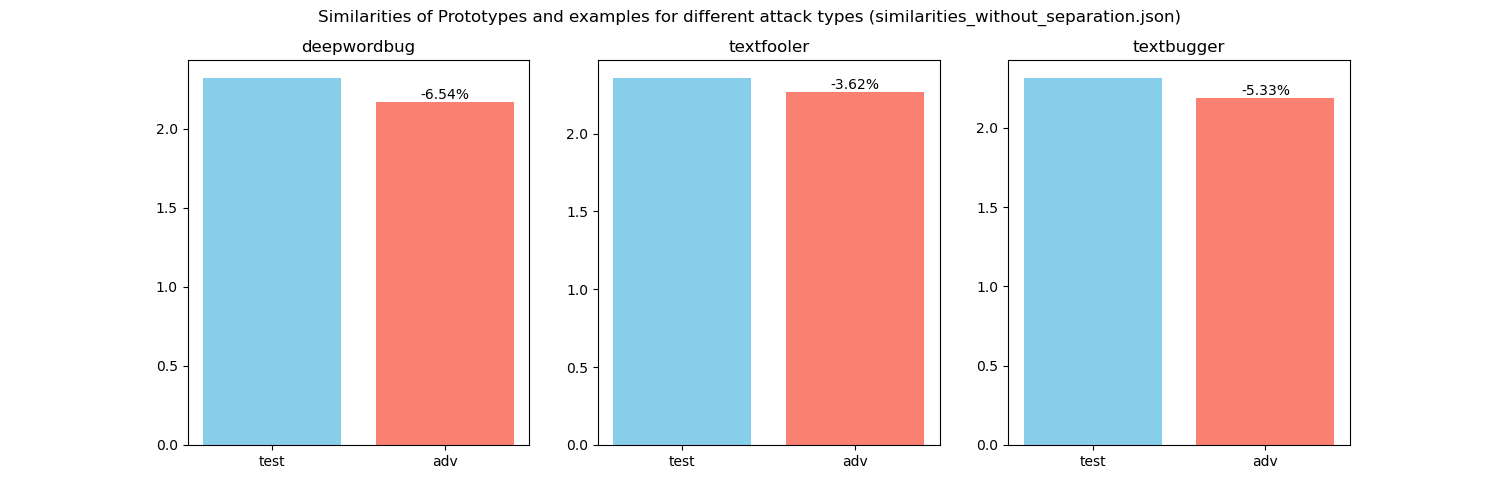 Similarities of Prototypes and examples for different attack types (similarities_without_separation.json)
deepwordbug
-6.54%
2.0
1.5
1.0
0.5
0.0
test adv
textfooler
-3.62%
2.0
1.5
1.0
0.5
0.0
test adv
textbugger
-5.33%
2.0
1.5
1.0
0.5
0.0
test adv